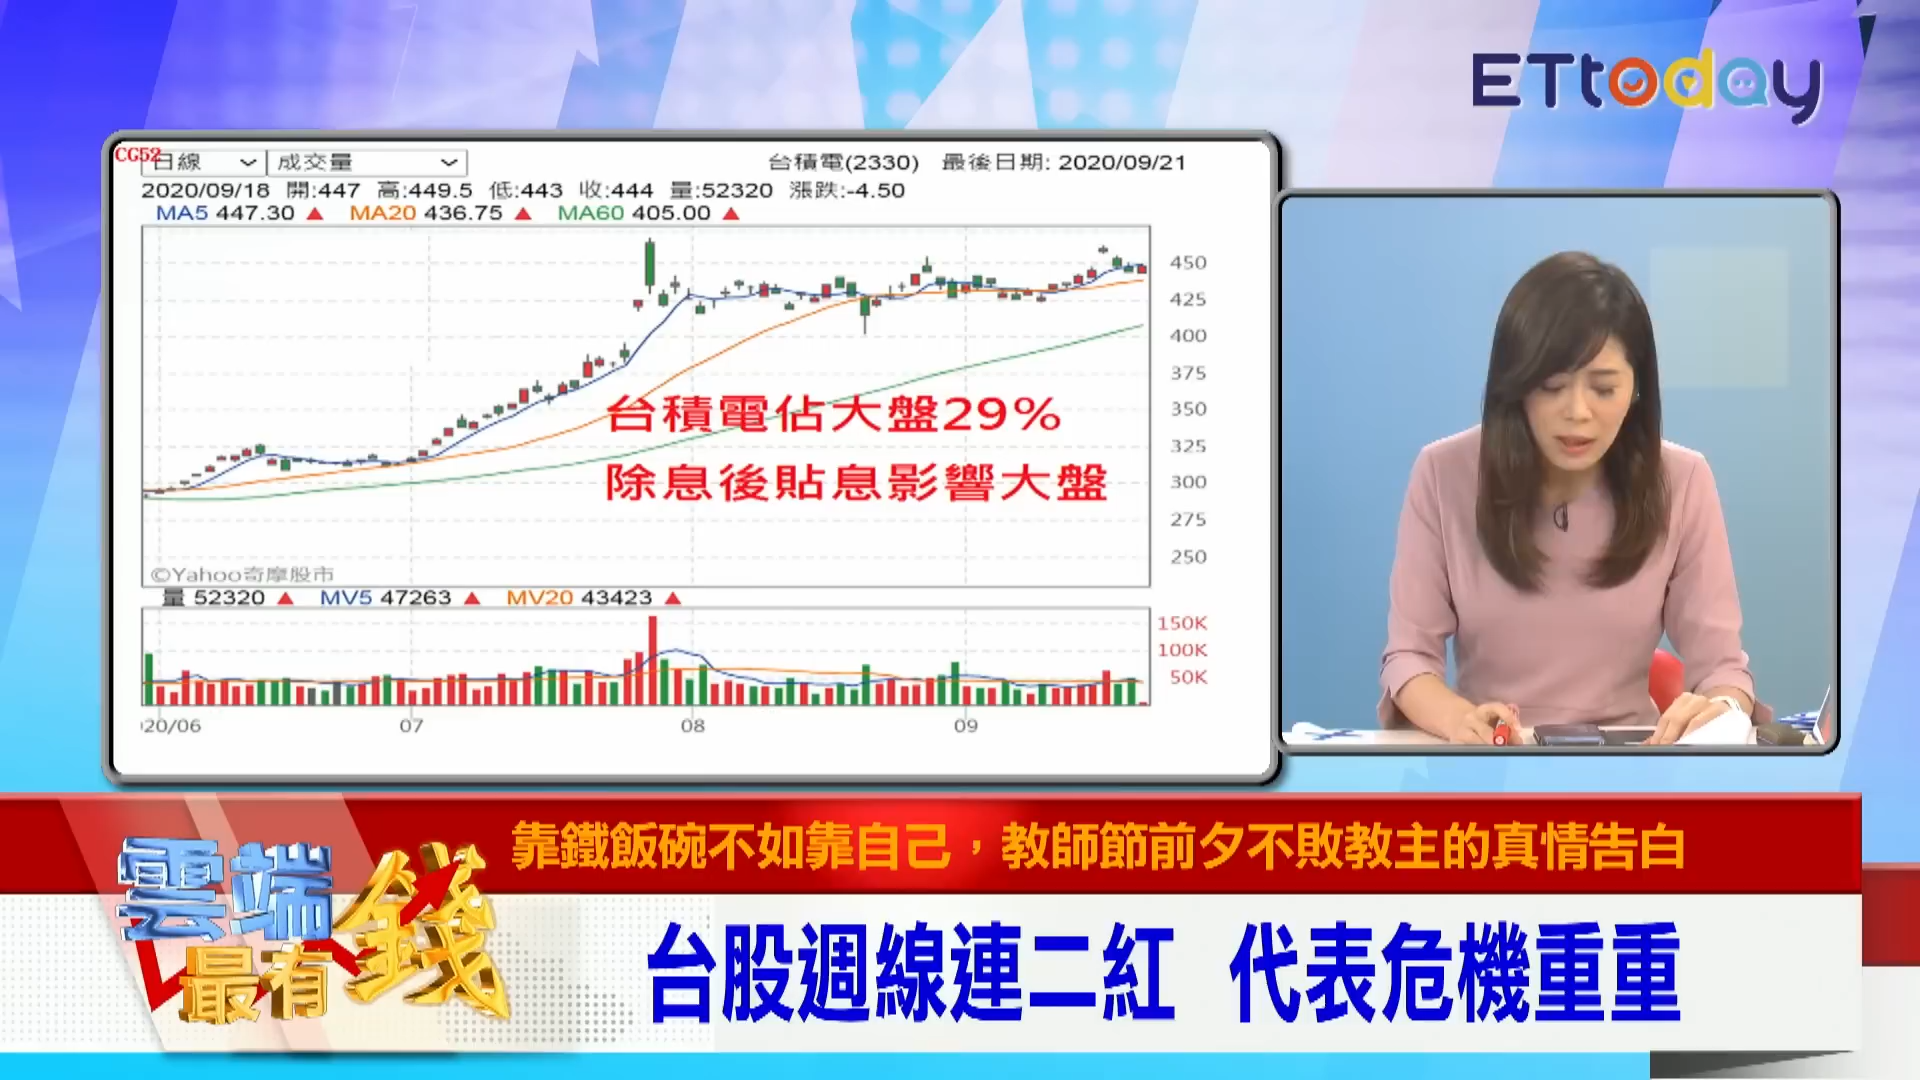 ETtoday
CG52
日線 成交量 台積電(2330) 最後日期: 2020/09/21
2020/09/18 開:447 高:449.5 低:443 收:444 量:52320 漲跌:-4.50
MA5 447.30 ▲ MA20 436.75 ▲ MA60 405.00 ▲
450
425
400
375
350
325
300
275
250
台積電佔大盤29%
除息後貼息影響大盤
©Yahoo奇摩股市
量 52320 ▲ MV5 47263 ▲ MV20 43423 ▲
150K
100K
50K
020/06 07 08 09
靠鐵飯碗不如靠自己，教師節前夕不敗教主的真情告白
雲端最有錢
台股週線連二紅 代表危機重重